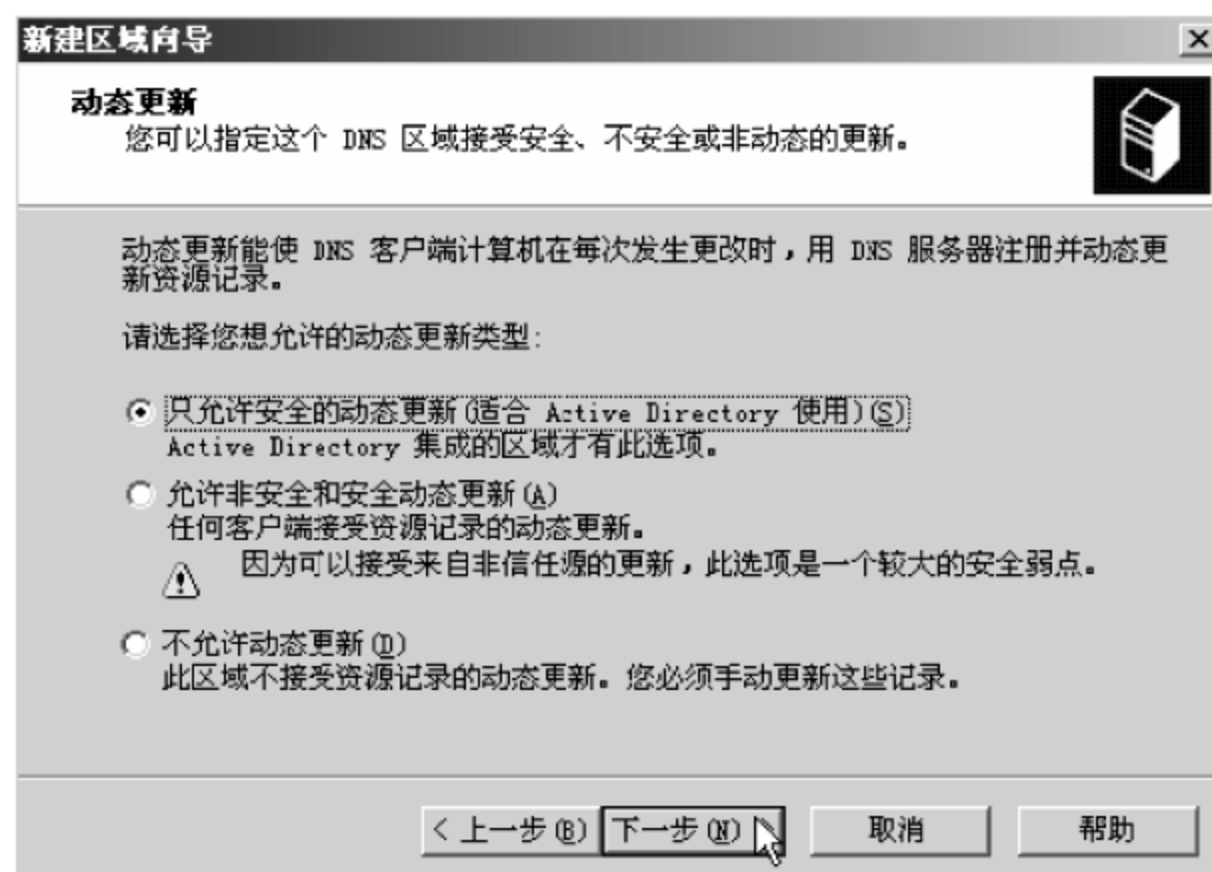 新建区域向导
动态更新
您可以指定这个 DNS 区域接受安全、不安全或非动态的更新。
动态更新能使 DNS 客户端计算机在每次发生更改时，用 DNS 服务器注册并动态更
新资源记录。
请选择您想允许的动态更新类型:
只允许安全的动态更新(适合 Active Directory 使用)(S)
Active Directory 集成的区域才有此选项。
允许非安全和安全动态更新(A)
任何客户端接受资源记录的动态更新。
因为可以接受来自非信任源的更新，此选项是一个较大的安全弱点。
不允许动态更新(D)
此区域不接受资源记录的动态更新。您必须手动更新这些记录。
< 上一步(B) 下一步(N) > 取消 帮助